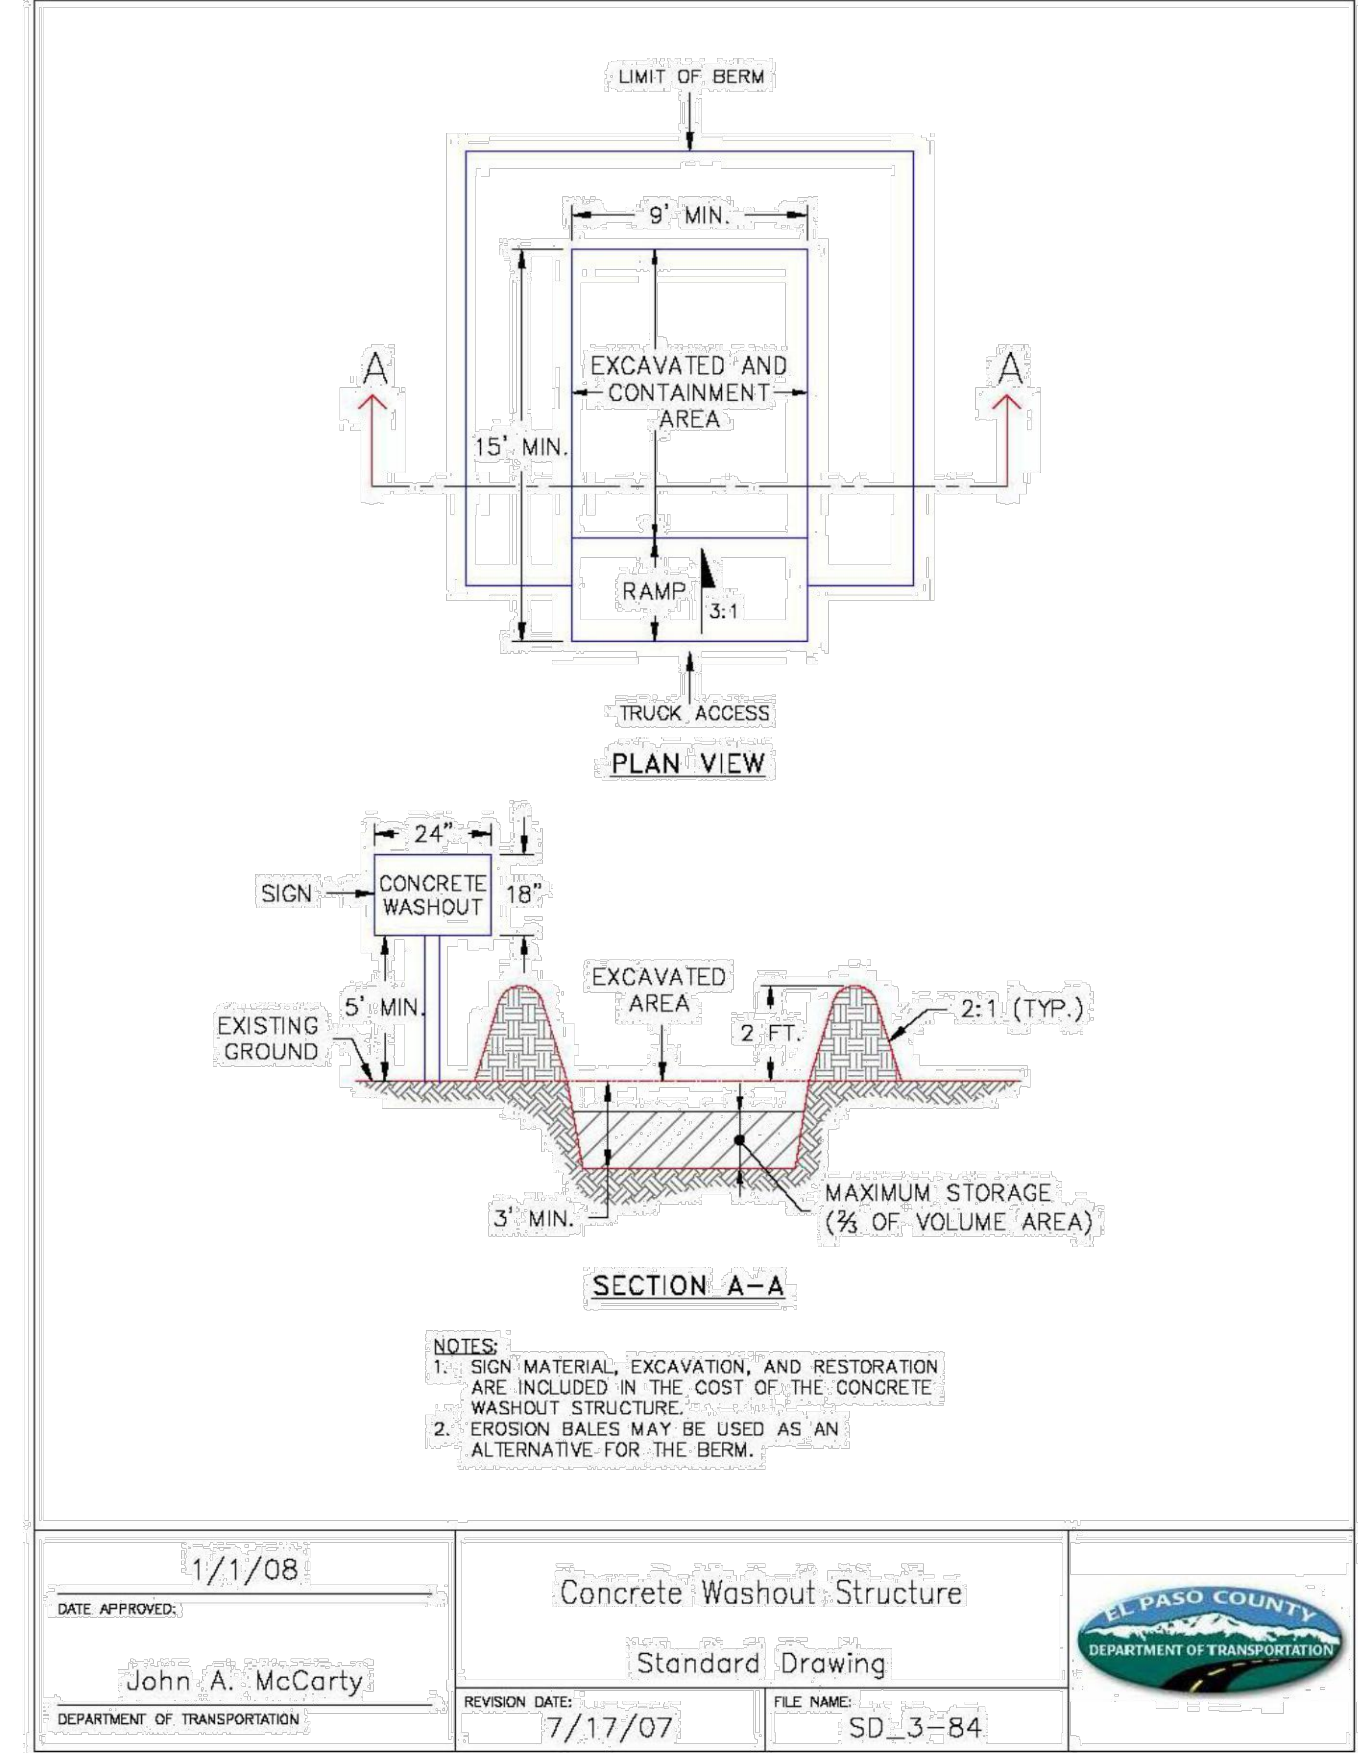 LIMIT OF BERM
9' MIN.
EXCAVATED AND
CONTAINMENT
AREA
A
A
15' MIN.
RAMP
3:1
TRUCK ACCESS
PLAN VIEW
24"
SIGN
CONCRETE
WASHOUT
18"
5' MIN.
EXISTING
GROUND
EXCAVATED
AREA
2 FT.
2:1 (TYP.)
3' MIN.
MAXIMUM STORAGE
(⅔ OF VOLUME AREA)
SECTION A-A
NOTES:
1. SIGN MATERIAL, EXCAVATION, AND RESTORATION
ARE INCLUDED IN THE COST OF THE CONCRETE
WASHOUT STRUCTURE.
2. EROSION BALES MAY BE USED AS AN
ALTERNATIVE FOR THE BERM.
1/1/08
DATE APPROVED:
John A. McCarty
DEPARTMENT OF TRANSPORTATION
Concrete Washout Structure
Standard Drawing
REVISION DATE:
7/17/07
FILE NAME:
SD_3-84
EL PASO COUNTY
DEPARTMENT OF TRANSPORTATION